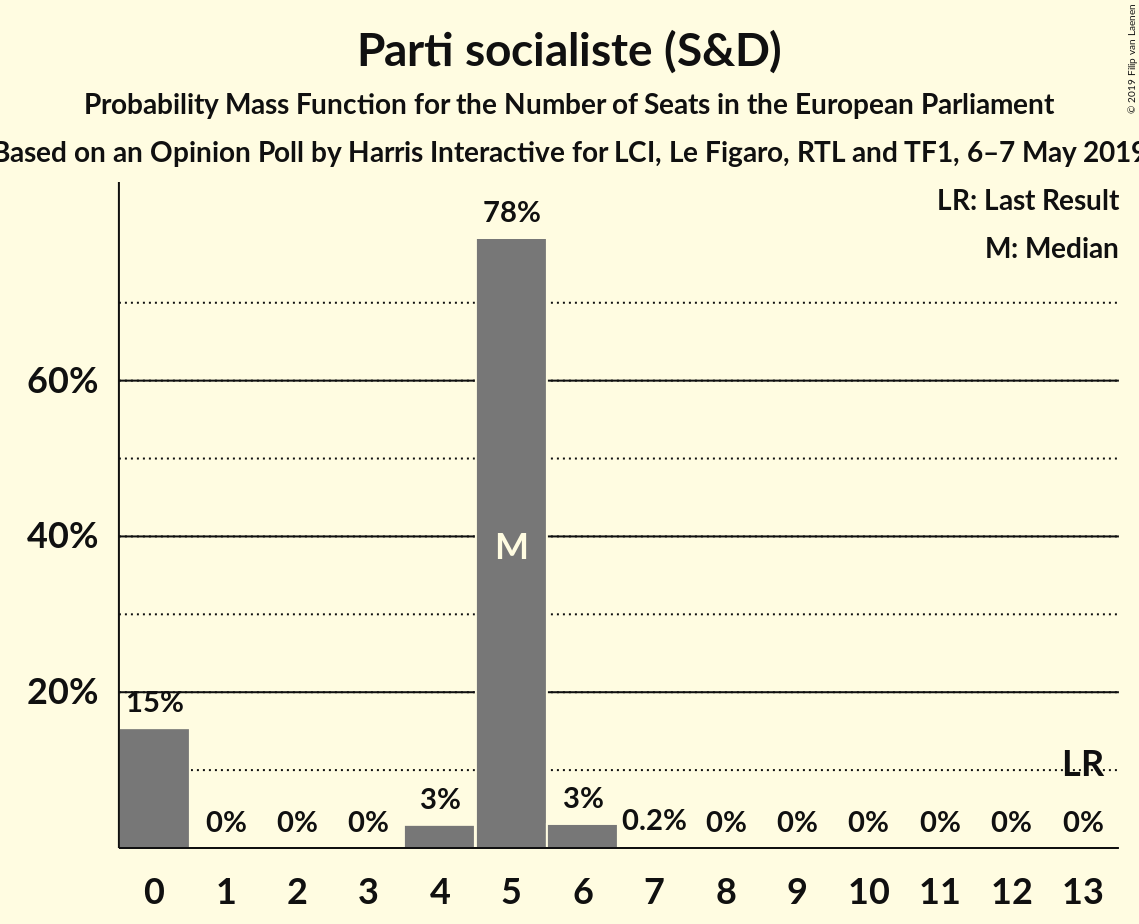 Parti socialiste (S&D)
Probability Mass Function for the Number of Seats in the European Parliament
Based on an Opinion Poll by Harris Interactive for LCI, Le Figaro, RTL and TF1, 6–7 May 2019
© 2019 Filip van Laenen
LR: Last Result
M: Median
78%
60%
40%
M
20%
15%
LR
3%
3%
0%
0%
0%
0.2%
0%
0%
0%
0%
0%
0%
0 1 2 3 4 5 6 7 8 9 10 11 12 13